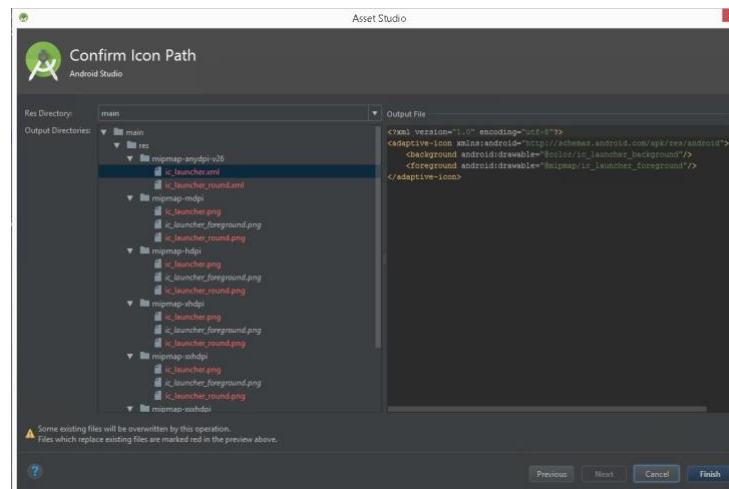 Asset Studio
Confirm Icon Path
Android Studio
Res Directory: main
Output Directories:
main
res
mipmap-anydpi-v26
ic_launcher.xml
ic_launcher_round.xml
mipmap-mdpi
ic_launcher.png
ic_launcher_foreground.png
ic_launcher_round.png
mipmap-hdpi
ic_launcher.png
ic_launcher_foreground.png
ic_launcher_round.png
mipmap-xhdpi
ic_launcher.png
ic_launcher_foreground.png
ic_launcher_round.png
mipmap-xxhdpi
ic_launcher.png
ic_launcher_foreground.png
ic_launcher_round.png
mipmap-xxxhdpi
Output File
<?xml version="1.0" encoding="utf-8"?>
<adaptive-icon xmlns:android="http://schemas.android.com/apk/res/android">
<background android:drawable="@color/ic_launcher_background"/>
<foreground android:drawable="@mipmap/ic_launcher_foreground"/>
</adaptive-icon>
Some existing files will be overwritten by this operation.
Files which replace existing files are marked red in the preview above.
?
Previous
Next
Cancel
Finish